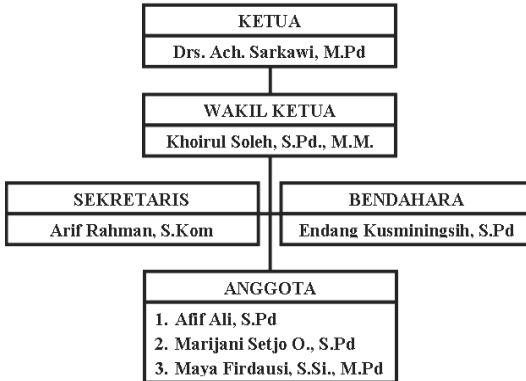 KETUA
Drs. Ach. Sarkawi, M.Pd
WAKIL KETUA
Khoirul Soleh, S.Pd., M.M.
SEKRETARIS
Arif Rahman, S.Kom
BENDAHARA
Endang Kusminingsih, S.Pd
ANGGOTA
1. Afif Ali, S.Pd
2. Marijani Setjo O., S.Pd
3. Maya Firdausi, S.Si., M.Pd